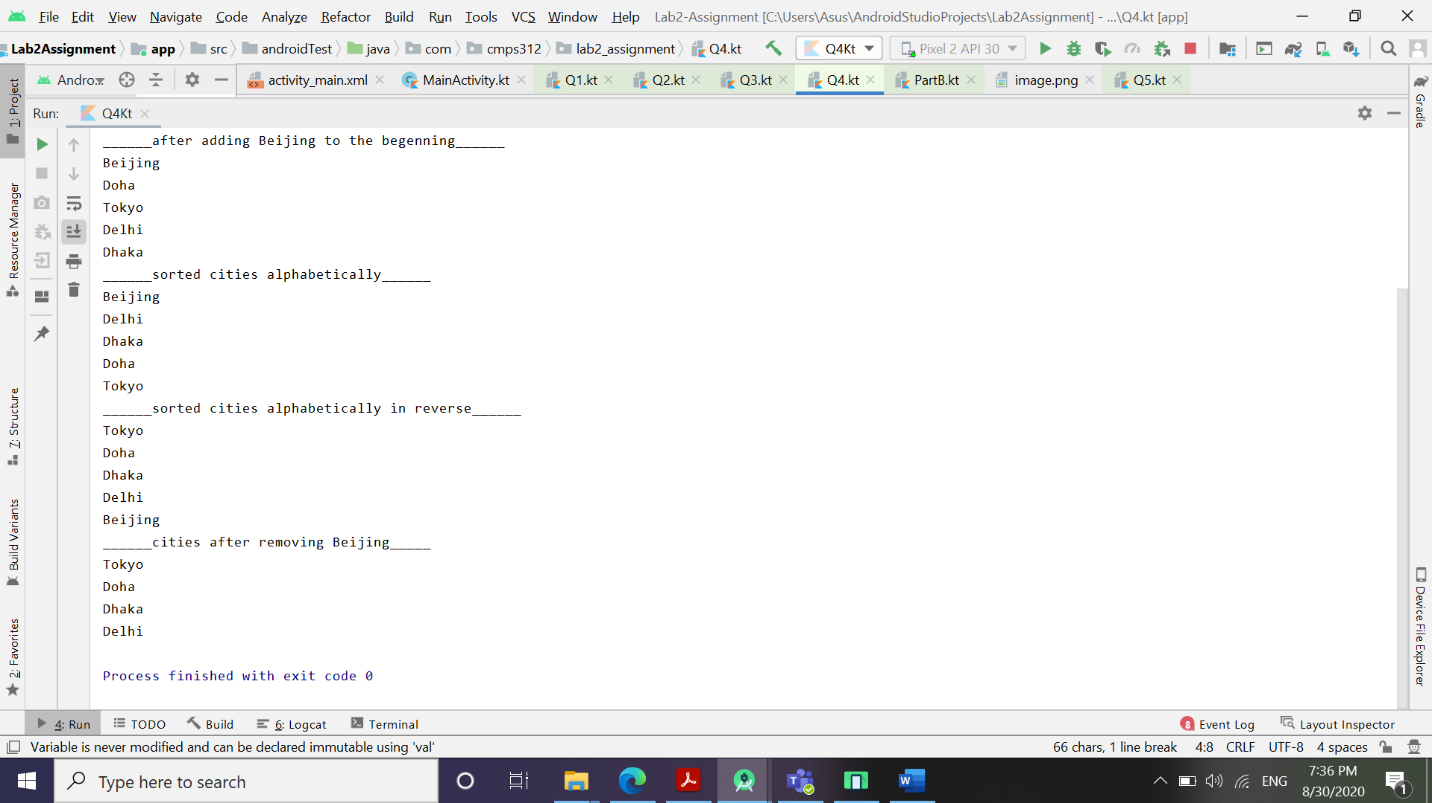 File Edit View Navigate Code Analyze Refactor Build Run Tools VCS Window Help Lab2-Assignment [C:\Users\Asus\AndroidStudioProjects\Lab2Assignment] - ...\Q4.kt [app]
Lab2Assignment app src androidTest java com cmps312 lab2_assignment Q4.kt Q4Kt Pixel 2 API 30
1: Project
Resource Manager
7: Structure
Build Variants
2: Favorites
Androi activity_main.xml MainActivity.kt Q1.kt Q2.kt Q3.kt Q4.kt PartB.kt image.png Q5.kt
Gradle
Device File Explorer
Run: Q4Kt
______after adding Beijing to the begenning______
Beijing
Doha
Tokyo
Delhi
Dhaka
______sorted cities alphabetically______
Beijing
Delhi
Dhaka
Doha
Tokyo
______sorted cities alphabetically in reverse______
Tokyo
Doha
Dhaka
Delhi
Beijing
______cities after removing Beijing_____
Tokyo
Doha
Dhaka
Delhi
Process finished with exit code 0
4: Run TODO Build 6: Logcat Terminal 8 Event Log Layout Inspector
Variable is never modified and can be declared immutable using 'val' 66 chars, 1 line break 4:8 CRLF UTF-8 4 spaces
Type here to search ENG 7:36 PM
8/30/2020 1